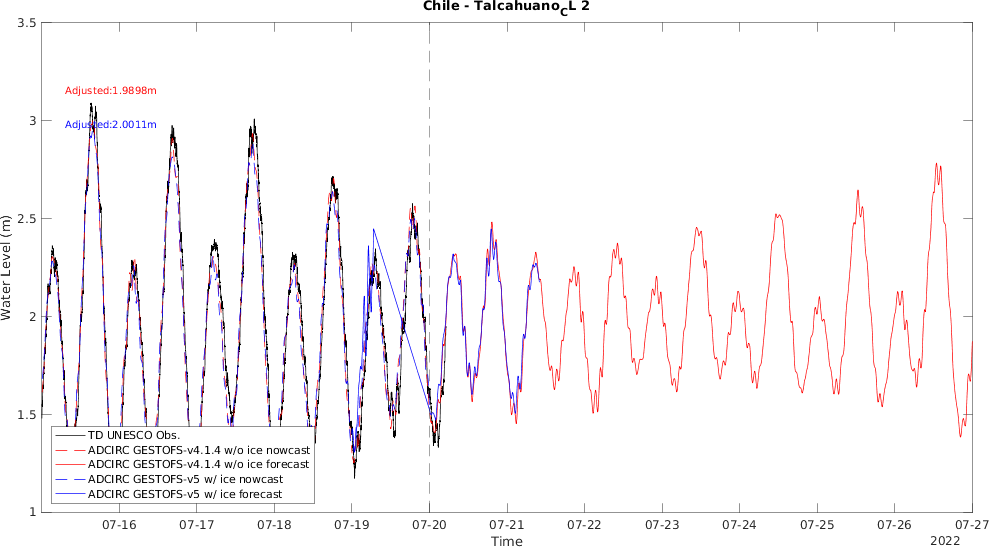 Chile - Talcahuano_CL 2
Adjusted:1.9898m
Adjusted:2.0011m
3.5
3
2.5
2
1.5
1
Water Level (m)
TD UNESCO Obs.
ADCIRC GESTOFS-v4.1.4 w/o ice nowcast
ADCIRC GESTOFS-v4.1.4 w/o ice forecast
ADCIRC GESTOFS-v5 w/ ice nowcast
ADCIRC GESTOFS-v5 w/ ice forecast
07-16 07-17 07-18 07-19 07-20 07-21 07-22 07-23 07-24 07-25 07-26 07-27
Time
2022